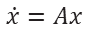 ẋ = Ax